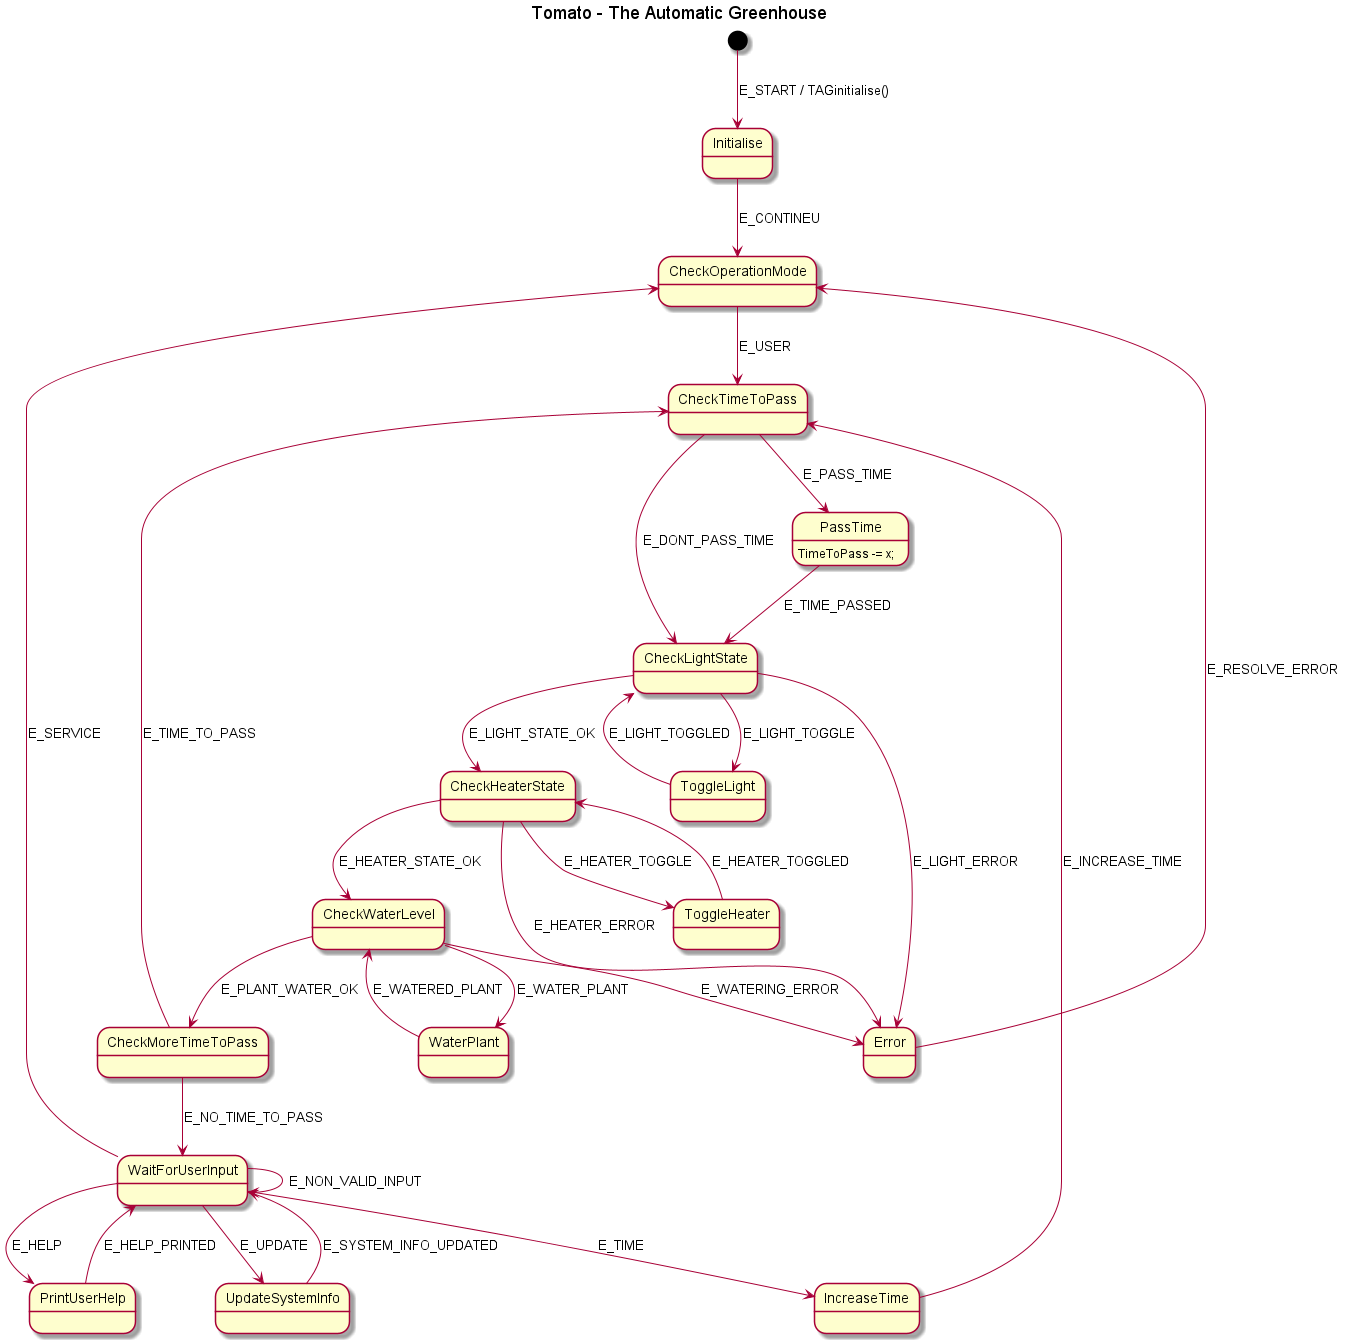 Tomato - The Automatic Greenhouse
E_START / TAGinitialise()
Initialise
E_CONTINEU
CheckOperationMode
E_USER
CheckTimeToPass
E_PASS_TIME
PassTime
E_DONT_PASS_TIME
TimeToPass -= x;
E_TIME_PASSED
CheckLightState
E_RESOLVE_ERROR
E_SERVICE
E_TIME_TO_PASS
E_LIGHT_STATE_OK
E_LIGHT_TOGGLED
E_LIGHT_TOGGLE
CheckHeaterState
ToggleLight
E_HEATER_STATE_OK
E_HEATER_TOGGLE
E_HEATER_TOGGLED
E_LIGHT_ERROR
E_INCREASE_TIME
CheckWaterLevel
ToggleHeater
E_HEATER_ERROR
E_PLANT_WATER_OK
E_WATERED_PLANT
E_WATER_PLANT
E_WATERING_ERROR
CheckMoreTimeToPass
WaterPlant
Error
E_NO_TIME_TO_PASS
WaitForUserInput
E_NON_VALID_INPUT
E_HELP
E_HELP_PRINTED
E_UPDATE
E_SYSTEM_INFO_UPDATED
E_TIME
PrintUserHelp
UpdateSystemInfo
IncreaseTime